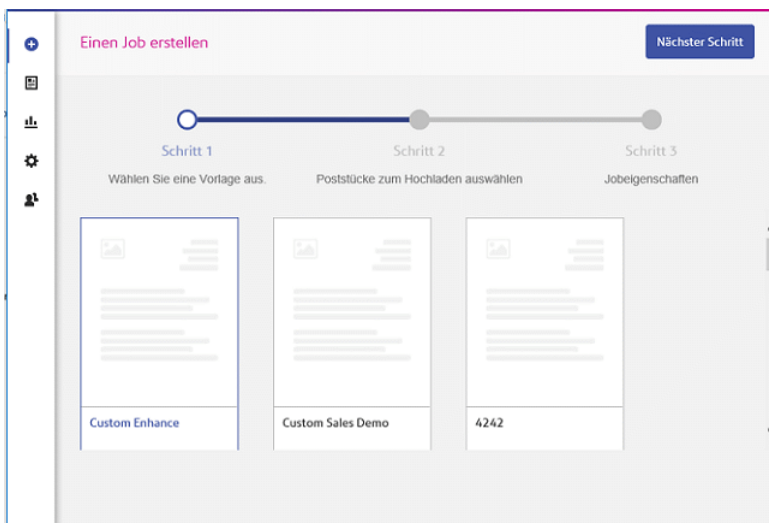 Einen Job erstellen
Nächster Schritt
Schritt 1
Schritt 2
Schritt 3
Wählen Sie eine Vorlage aus.
Poststücke zum Hochladen auswählen
Jobeigenschaften
Custom Enhance
Custom Sales Demo
4242